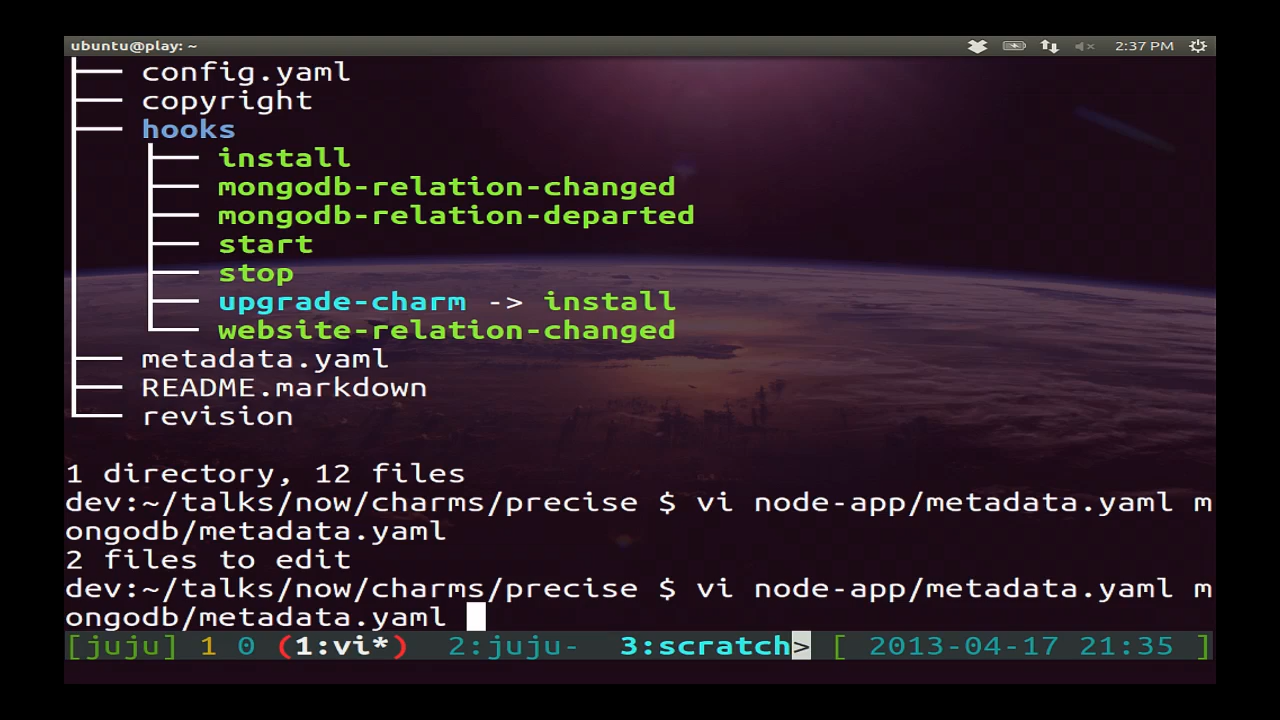 ubuntu@play: ~ 2:37 PM
├── config.yaml
├── copyright
├── hooks
│   ├── install
│   ├── mongodb-relation-changed
│   ├── mongodb-relation-departed
│   ├── start
│   ├── stop
│   ├── upgrade-charm -> install
│   └── website-relation-changed
├── metadata.yaml
├── README.markdown
└── revision
1 directory, 12 files
dev:~/talks/now/charms/precise $ vi node-app/metadata.yaml m
ongodb/metadata.yaml
2 files to edit
dev:~/talks/now/charms/precise $ vi node-app/metadata.yaml m
ongodb/metadata.yaml
[juju] 1 0 (1:vi*) 2:juju- 3:scratch> [ 2013-04-17 21:35 ]